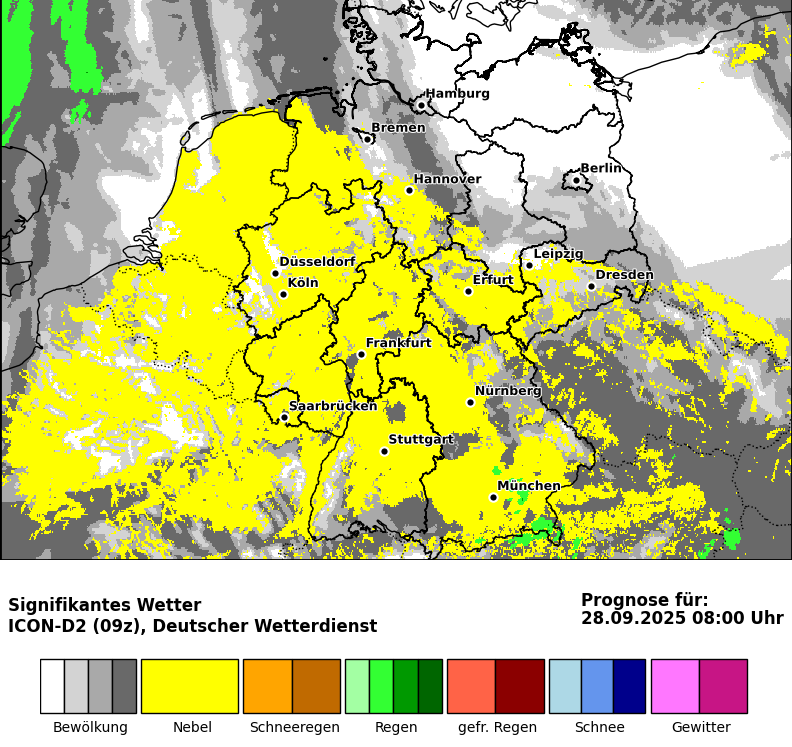 Hamburg
Bremen
Berlin
Hannover
Leipzig
Düsseldorf
Dresden
Köln
Erfurt
Frankfurt
Nürnberg
Saarbrücken
Stuttgart
München
Signifikantes Wetter
ICON-D2 (09z), Deutscher Wetterdienst
Prognose für:
28.09.2025 08:00 Uhr
Bewölkung
Nebel
Schneeregen
Regen
gefr. Regen
Schnee
Gewitter